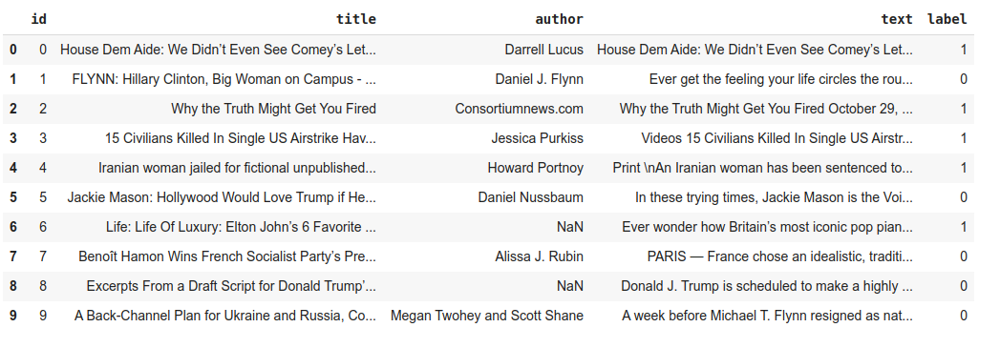 id title author text label
0 0 House Dem Aide: We Didn’t Even See Comey’s Let... Darrell Lucus House Dem Aide: We Didn’t Even See Comey’s Let... 1
1 1 FLYNN: Hillary Clinton, Big Woman on Campus - ... Daniel J. Flynn Ever get the feeling your life circles the rou... 0
2 2 Why the Truth Might Get You Fired Consortiumnews.com Why the Truth Might Get You Fired October 29, ... 1
3 3 15 Civilians Killed In Single US Airstrike Hav... Jessica Purkiss Videos 15 Civilians Killed In Single US Airstr... 1
4 4 Iranian woman jailed for fictional unpublished... Howard Portnoy Print \nAn Iranian woman has been sentenced to... 1
5 5 Jackie Mason: Hollywood Would Love Trump if He... Daniel Nussbaum In these trying times, Jackie Mason is the Voi... 0
6 6 Life: Life Of Luxury: Elton John’s 6 Favorite ... NaN Ever wonder how Britain’s most iconic pop pian... 1
7 7 Benoît Hamon Wins French Socialist Party’s Pre... Alissa J. Rubin PARIS — France chose an idealistic, traditi... 0
8 8 Excerpts From a Draft Script for Donald Trump’... NaN Donald J. Trump is scheduled to make a highly ... 0
9 9 A Back-Channel Plan for Ukraine and Russia, Co... Megan Twohey and Scott Shane A week before Michael T. Flynn resigned as nat... 0